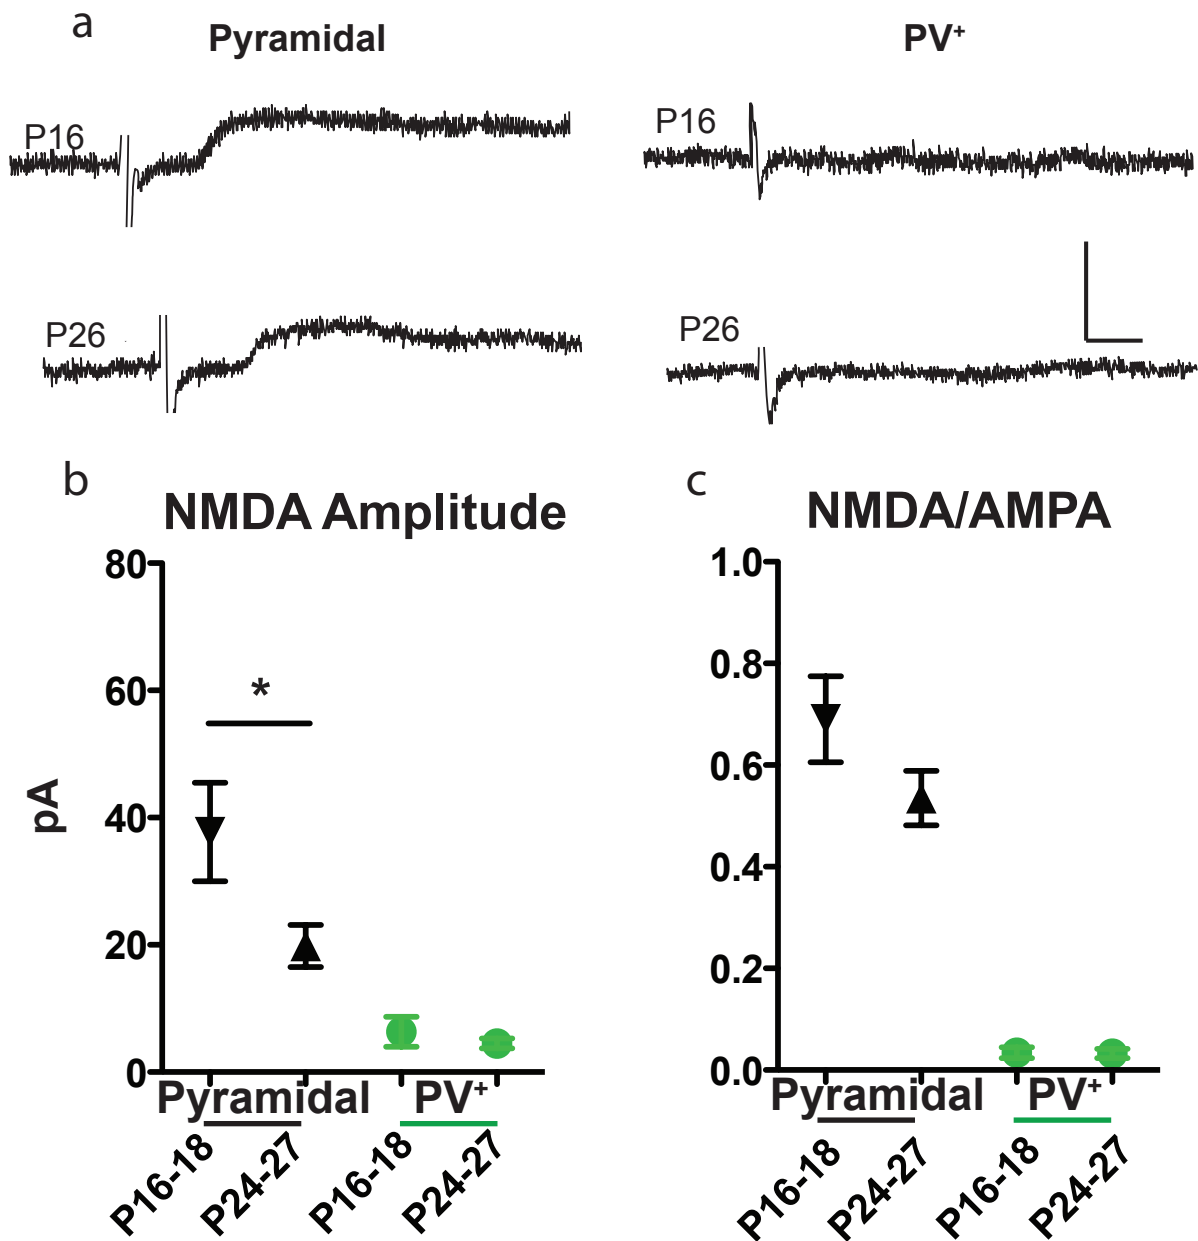 a
Pyramidal
PV+
P16
P16
P26
P26
b
NMDA Amplitude
80
60
40
20
0
pA
*
Pyramidal
PV+
P16-18
P24-27
P16-18
P24-27
c
NMDA/AMPA
1.0
0.8
0.6
0.4
0.2
0.0
Pyramidal
PV+
P16-18
P24-27
P16-18
P24-27